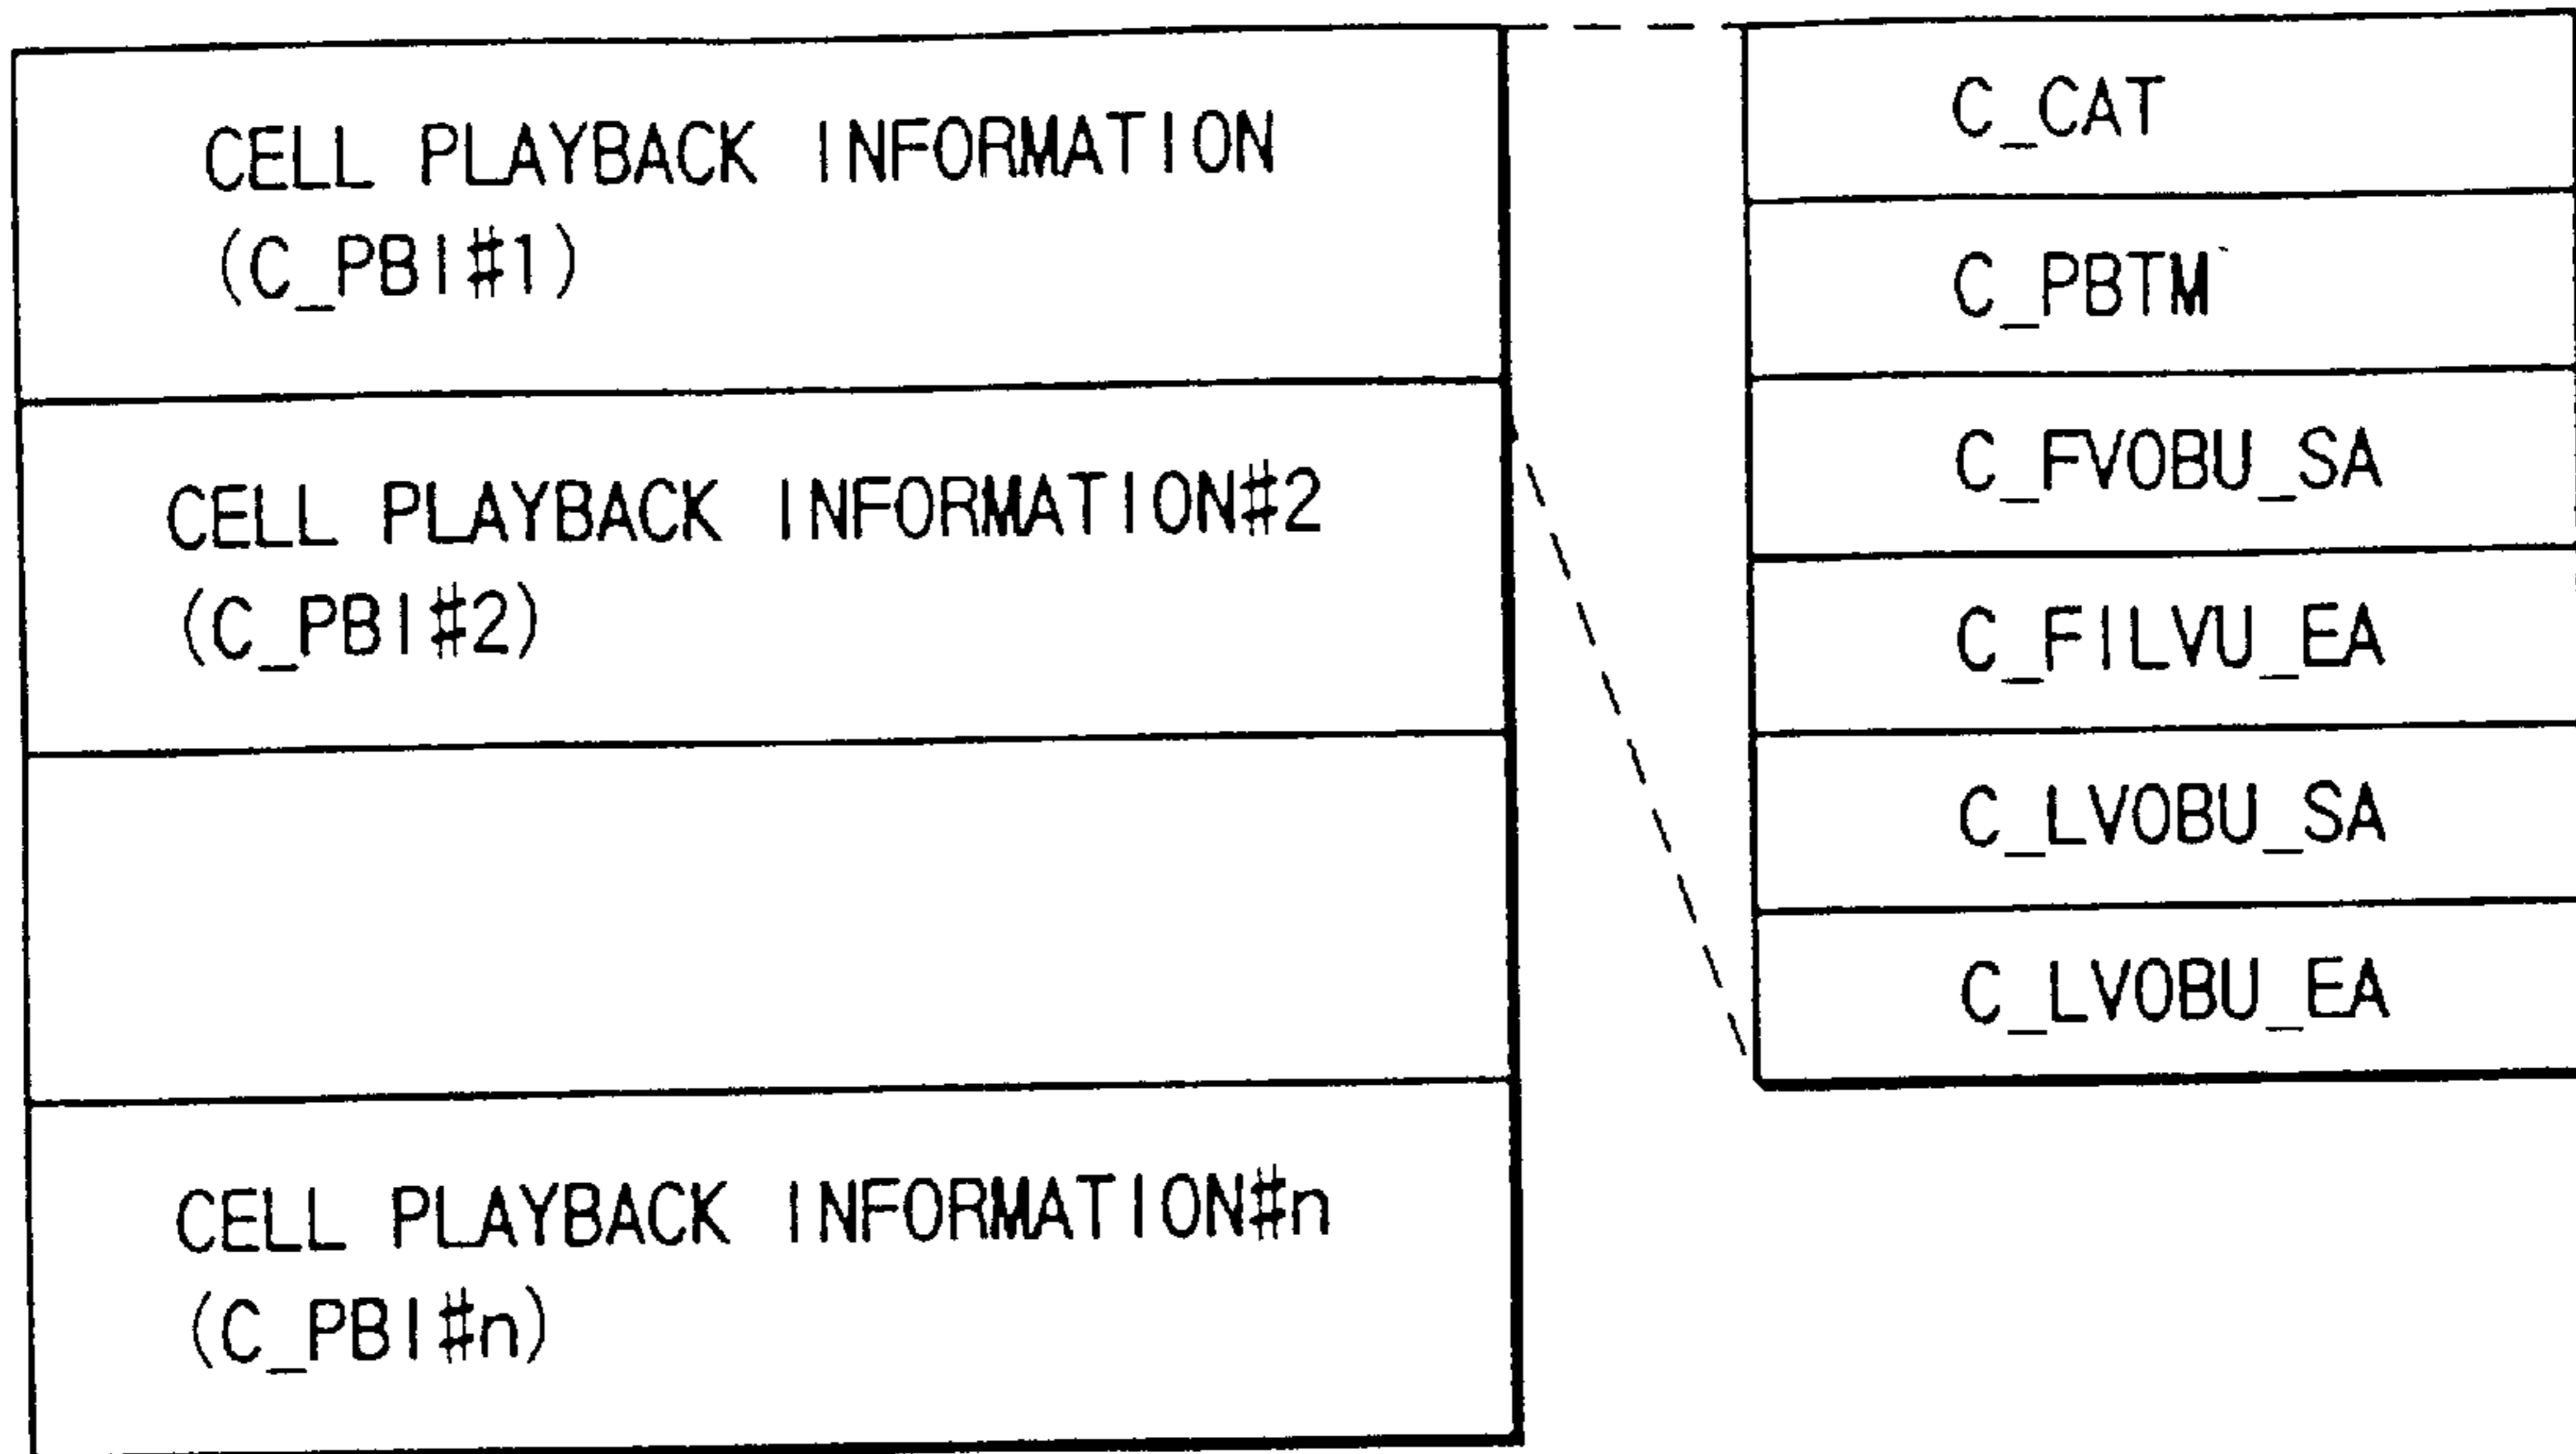 CELL PLAYBACK INFORMATION
(C_PBI#1)
CELL PLAYBACK INFORMATION#2
(C_PBI#2)
CELL PLAYBACK INFORMATION#n
(C_PBI#n)
C_CAT
C_PBTM
C_FVOBU_SA
C_FILVU_EA
C_LVOBU_SA
C_LVOBU_EA